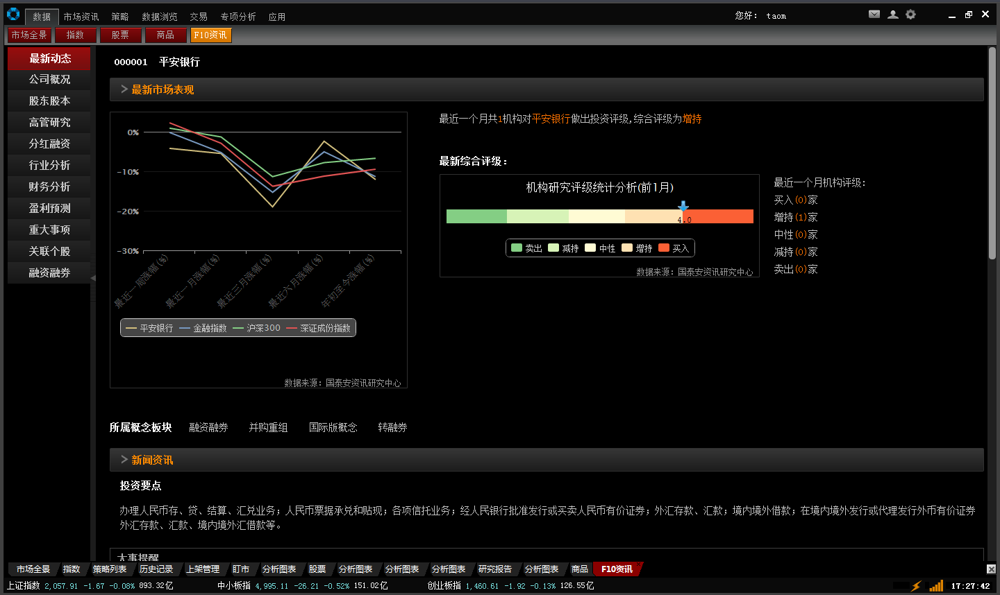 数据 市场资讯 策略 数据浏览 交易 专项分析 应用 您好： taom
市场全景 指数 股票 商品 F10资讯
最新动态
公司概况
股东股本
高管研究
分红融资
行业分析
财务分析
盈利预测
重大事项
关联个股
融资融券
000001 平安银行
最新市场表现
0%
-10%
-20%
-30%
最近一周涨幅(%) 最近一月涨幅(%) 最近三月涨幅(%) 最近六月涨幅(%) 年初至今涨幅(%)
平安银行 金融指数 沪深300 深证成份指数
数据来源：国泰安资讯研究中心
最近一个月共1机构对平安银行做出投资评级,综合评级为增持
最新综合评级：
机构研究评级统计分析(前1月)
4.0
卖出 减持 中性 增持 买入
数据来源：国泰安资讯研究中心
最近一个月机构评级:
买入(0)家
增持(1)家
中性(0)家
减持(0)家
卖出(0)家
所属概念板块 融资融券 并购重组 国际版概念 转融券
新闻资讯
投资要点
办理人民币存、贷、结算、汇兑业务；人民币票据承兑和贴现；各项信托业务；经人民银行批准发行或买卖人民币有价证券；外汇存款、汇款；境内境外借款；在境内境外发行或代理发行外币有价证券
外汇存款、汇款、境内境外汇借款等。
大事提醒
市场全景 指数 策略列表 历史记录 上架管理 盯市 分析图表 股票 分析图表 分析图表 分析图表 研究报告 分析图表 商品 F10资讯
上证指数 2,057.91 -1.67 -0.08% 893.32亿 中小板指 4,995.11 -26.21 -0.52% 151.02亿 创业板指 1,460.61 -1.92 -0.13% 126.55亿 17:27:42